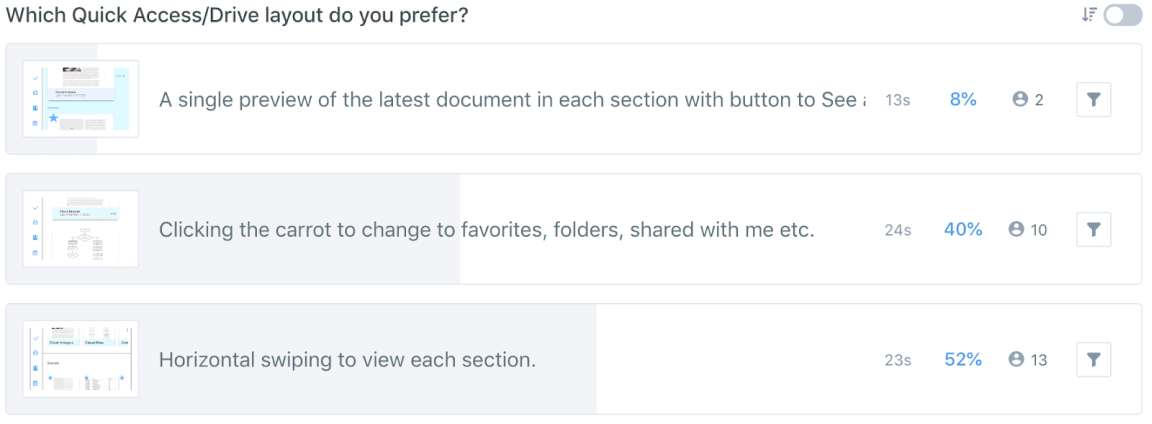 Which Quick Access/Drive layout do you prefer?
A single preview of the latest document in each section with button to See
13s
8%
2
Clicking the carrot to change to favorites, folders, shared with me etc.
24s
40%
10
Horizontal swiping to view each section.
23s
52%
13